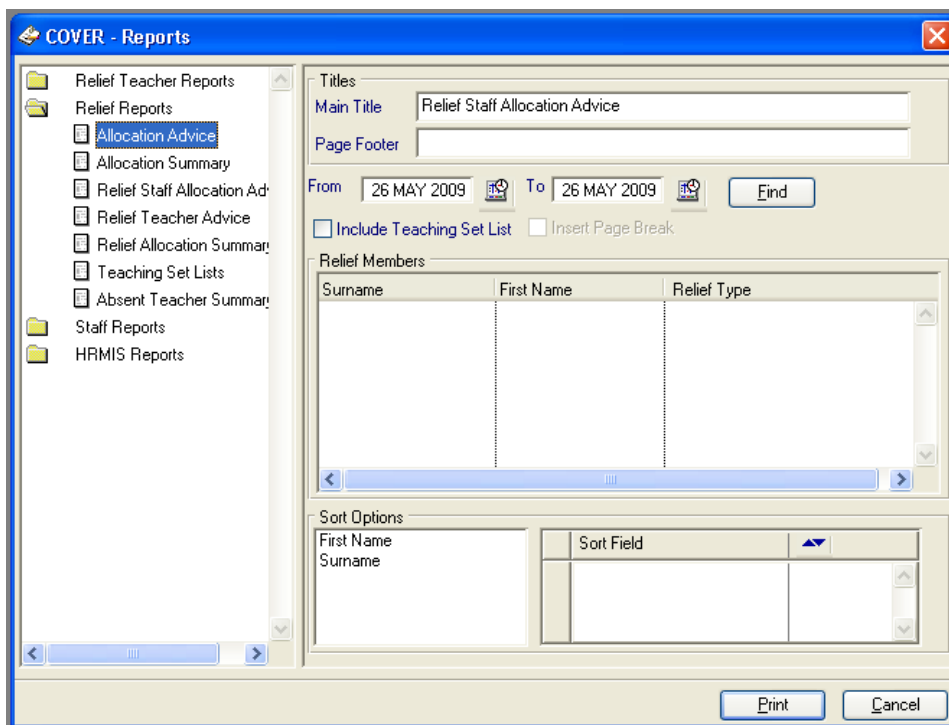 COVER - Reports
Relief Teacher Reports
Relief Reports
Allocation Advice
Allocation Summary
Relief Staff Allocation Ad
Relief Teacher Advice
Relief Allocation Summar
Teaching Set Lists
Absent Teacher Summar
Staff Reports
HRMIS Reports
Titles
Main Title Relief Staff Allocation Advice
Page Footer
From 26 MAY 2009 To 26 MAY 2009 Find
Include Teaching Set List Insert Page Break
Relief Members
Surname First Name Relief Type
Sort Options
First Name
Surname
Sort Field
Print Cancel